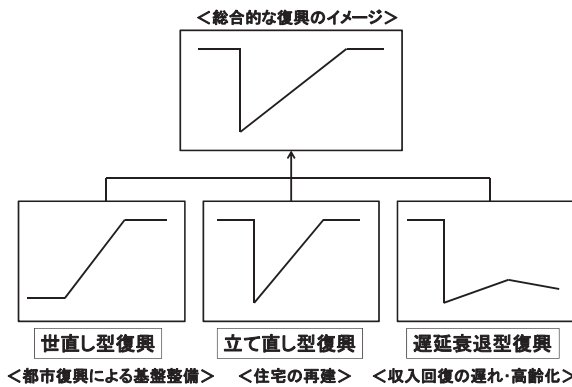 <総合的な復興のイメージ>
世直し型復興
立て直し型復興
遅延衰退型復興
<都市復興による基盤整備>
<住宅の再建>
<収入回復の遅れ・高齢化>